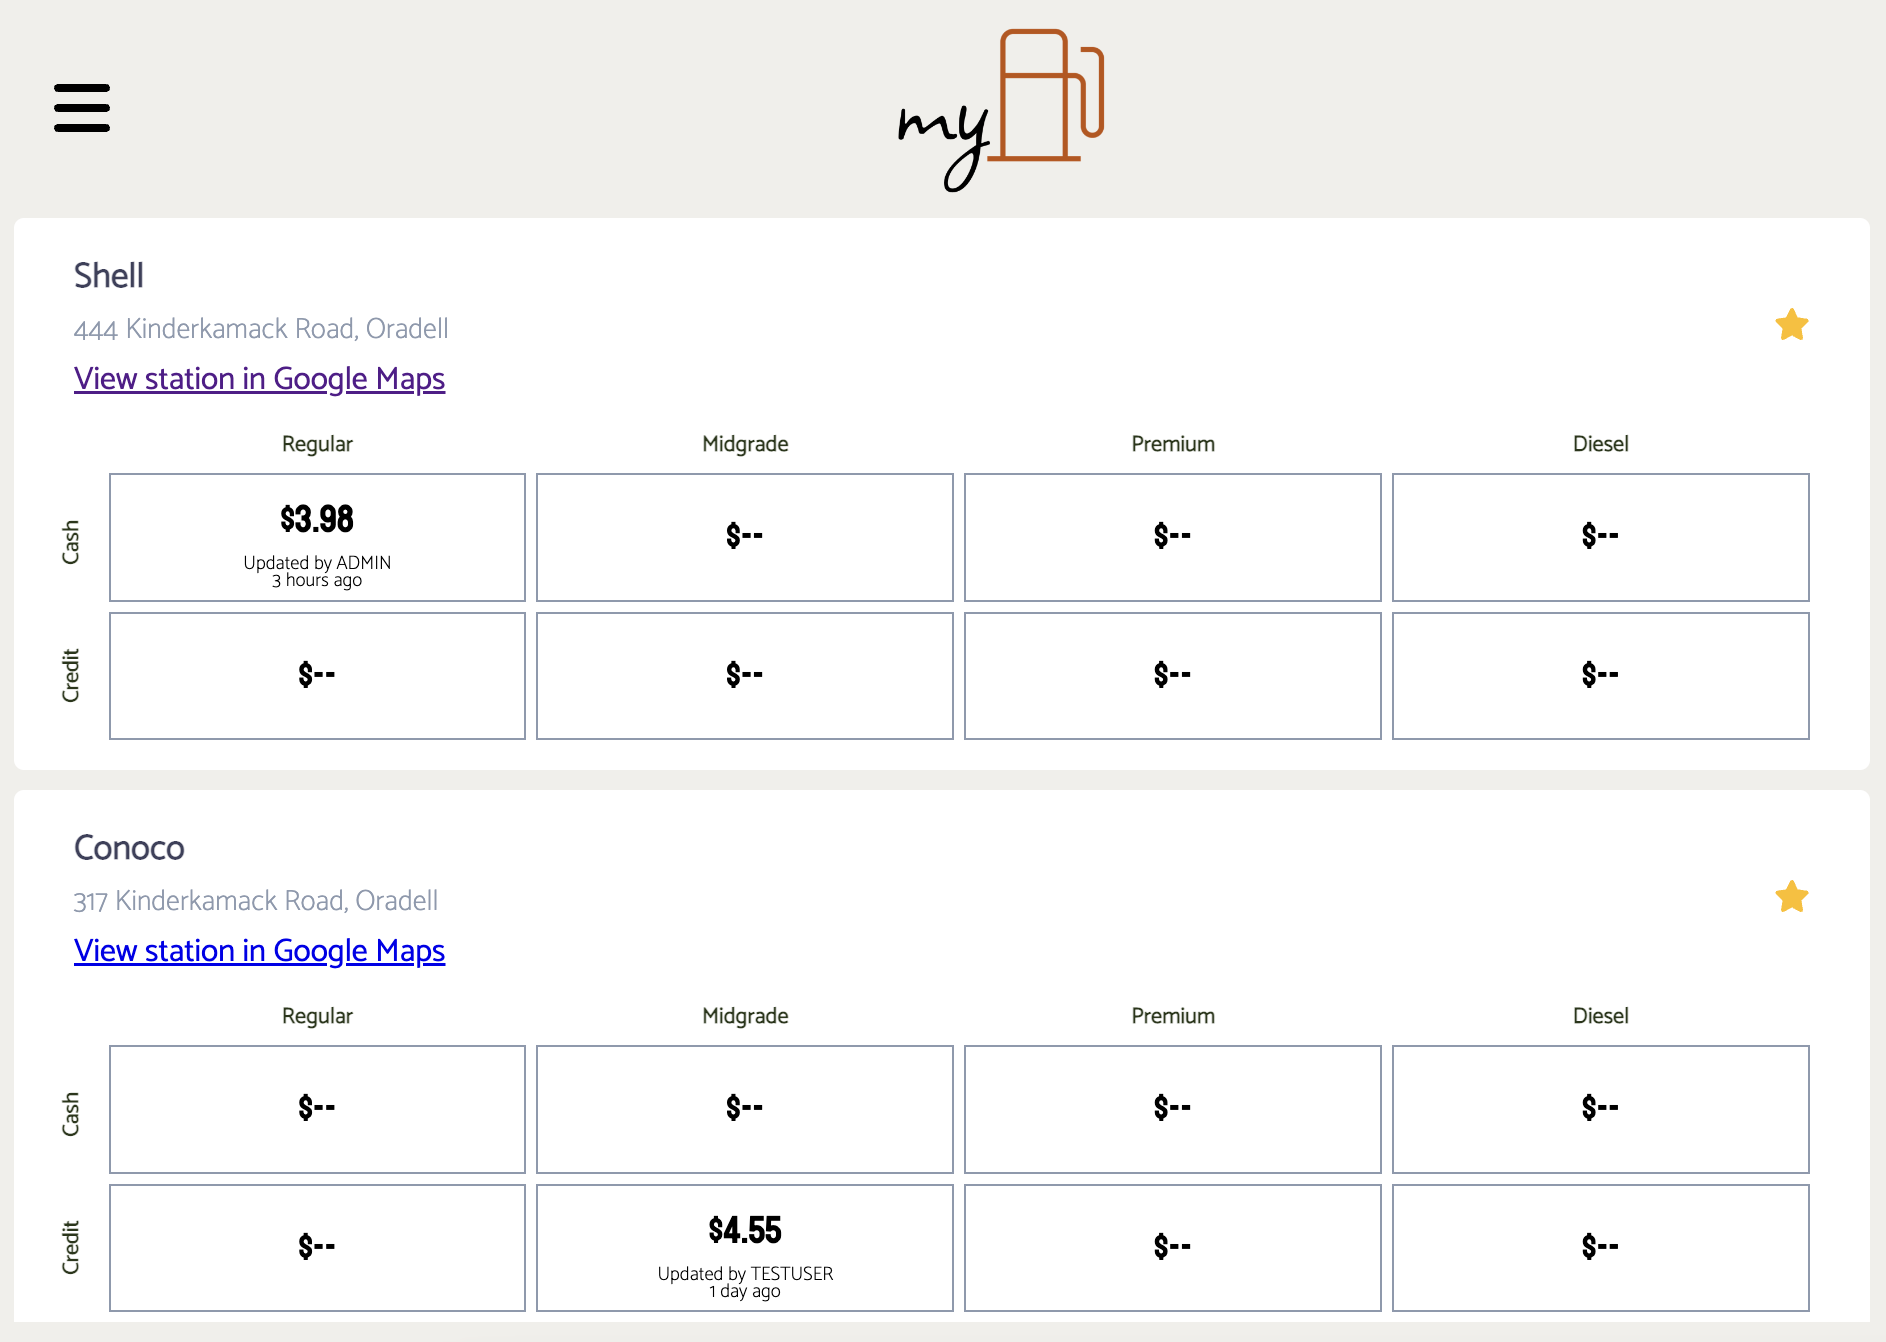 my
Shell
444 Kinderkamack Road, Oradell
View station in Google Maps
Regular Midgrade Premium Diesel
Cash
$3.98 $-- $-- $--
Updated by ADMIN
3 hours ago
Credit
$-- $-- $-- $--
Conoco
317 Kinderkamack Road, Oradell
View station in Google Maps
Regular Midgrade Premium Diesel
Cash
$-- $-- $-- $--
Credit
$-- $4.55 $-- $--
Updated by TESTUSER
1 day ago